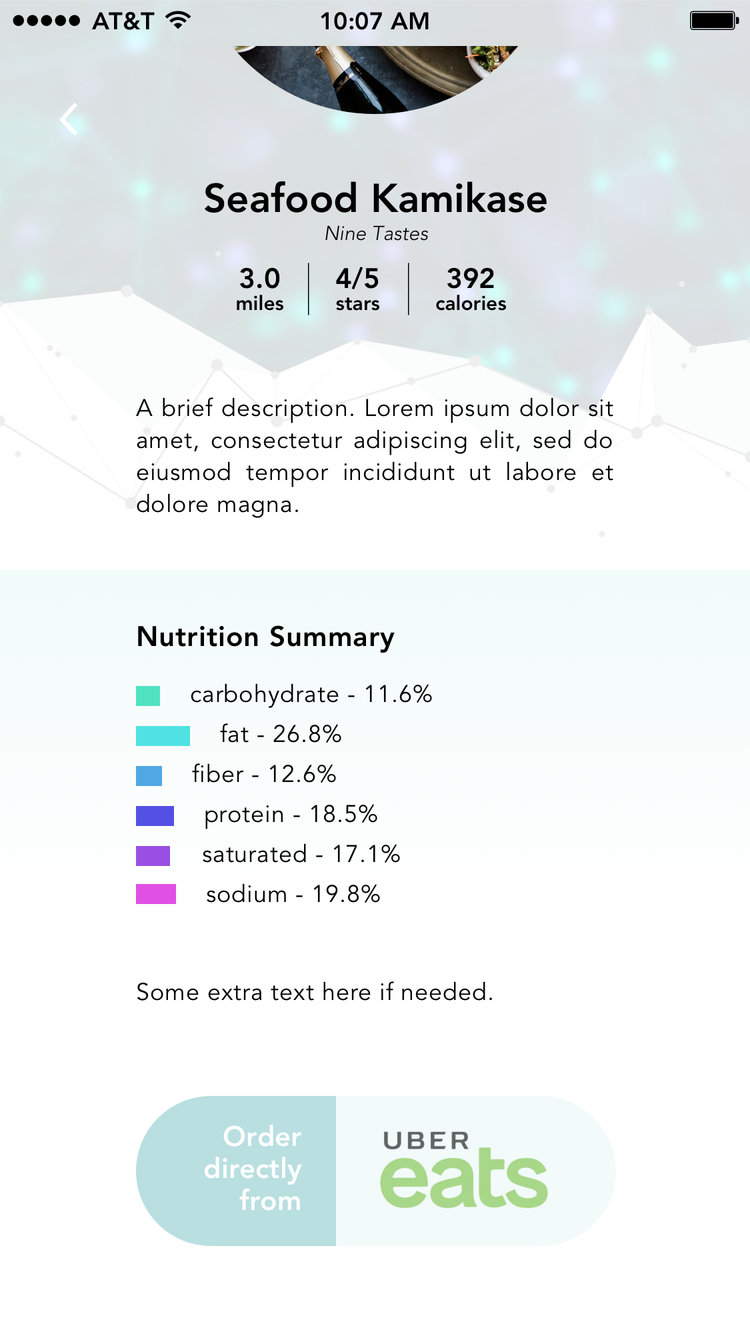 AT&T 10:07 AM
Seafood Kamikase
Nine Tastes
3.0 4/5 392
miles stars calories
A brief description. Lorem ipsum dolor sit
amet, consectetur adipiscing elit, sed do
eiusmod tempor incididunt ut labore et
dolore magna.
Nutrition Summary
carbohydrate - 11.6%
fat - 26.8%
fiber - 12.6%
protein - 18.5%
saturated - 17.1%
sodium - 19.8%
Some extra text here if needed.
Order
directly
from
UBER
eats